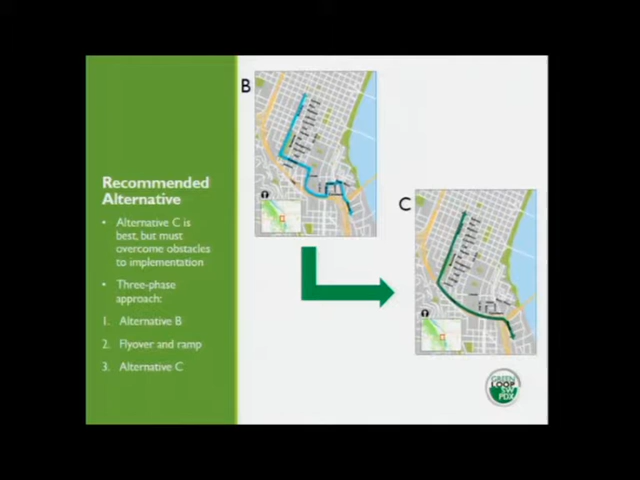 Recommended
Alternative
• Alternative C is
best, but must
overcome obstacles
to implementation
• Three-phase
approach:
1. Alternative B
2. Flyover and ramp
3. Alternative C
B
C
GREEN
LOOP
SW
PDX